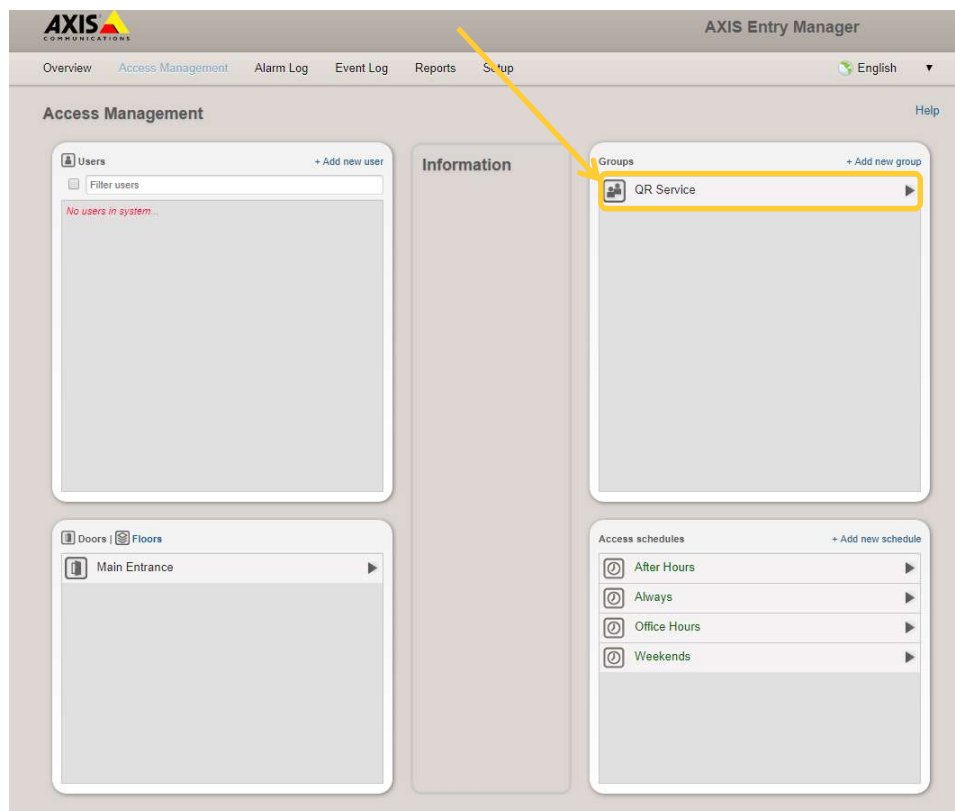 AXIS
COMMUNICATIONS
AXIS Entry Manager
Overview Access Management Alarm Log Event Log Reports Setup English
Access Management
Help
Users + Add new user
Filter users
No users in system...
Information
Groups + Add new group
QR Service
Doors | Floors
Main Entrance
Access schedules + Add new schedule
After Hours
Always
Office Hours
Weekends